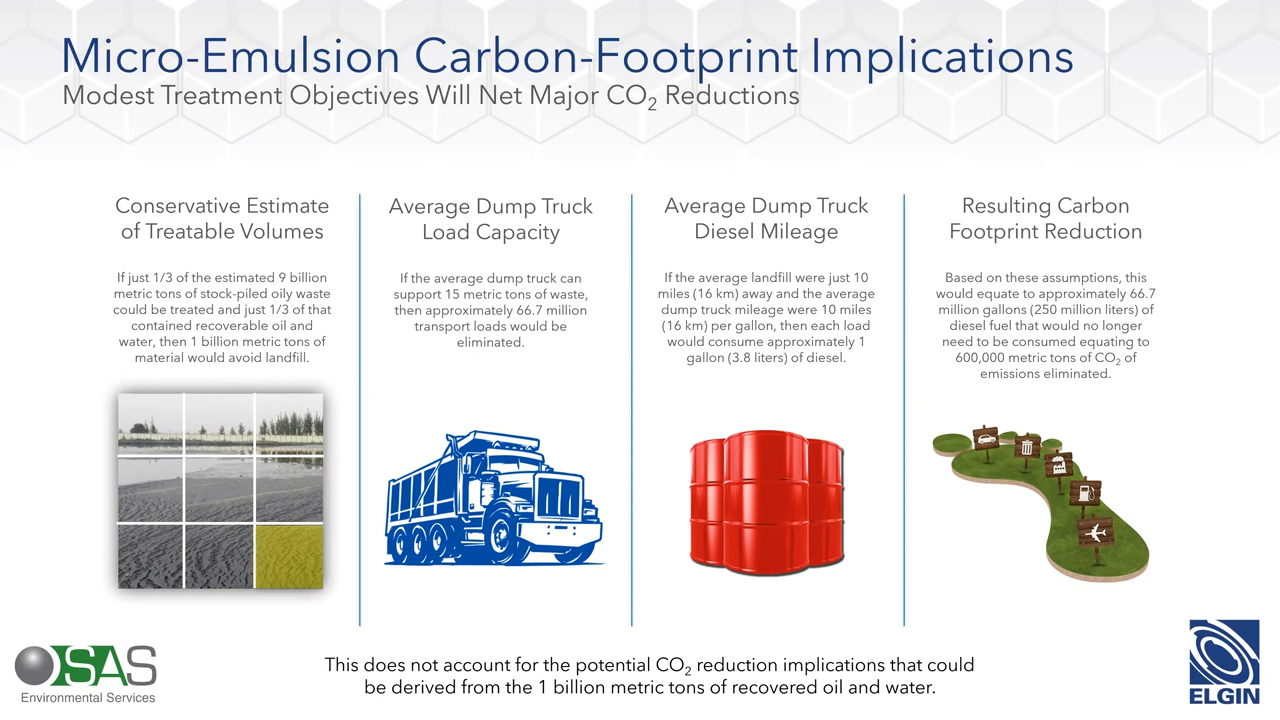 Micro-Emulsion Carbon-Footprint Implications
Modest Treatment Objectives Will Net Major CO₂ Reductions
Conservative Estimate
of Treatable Volumes
If just 1/3 of the estimated 9 billion
metric tons of stock-piled oily waste
could be treated and just 1/3 of that
contained recoverable oil and
water, then 1 billion metric tons of
material would avoid landfill.
Average Dump Truck
Load Capacity
If the average dump truck can
support 15 metric tons of waste,
then approximately 66.7 million
transport loads would be
eliminated.
Average Dump Truck
Diesel Mileage
If the average landfill were just 10
miles (16 km) away and the average
dump truck mileage were 10 miles
(16 km) per gallon, then each load
would consume approximately 1
gallon (3.8 liters) of diesel.
Resulting Carbon
Footprint Reduction
Based on these assumptions, this
would equate to approximately 66.7
million gallons (250 million liters) of
diesel fuel that would no longer
need to be consumed equating to
600,000 metric tons of CO₂ of
emissions eliminated.
This does not account for the potential CO₂ reduction implications that could
be derived from the 1 billion metric tons of recovered oil and water.
OSAS
Environmental Services
ELGIN